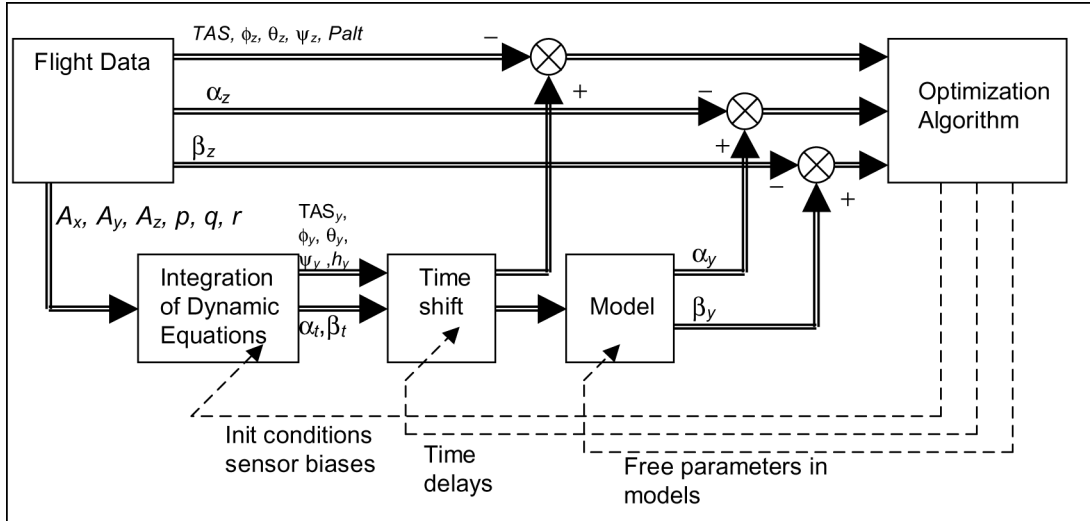 TAS, ϕz, θz, ψz, Palt
−
Flight Data
+
αz
−
Optimization
Algorithm
+
βz
−
+
Ax, Ay, Az, p, q, r
TASy,
ϕy, θy,
ψy ,hy
Integration
of Dynamic
Equations
αt,βt
Time
shift
Model
αy
βy
Init conditions
sensor biases
Time
delays
Free parameters in
models